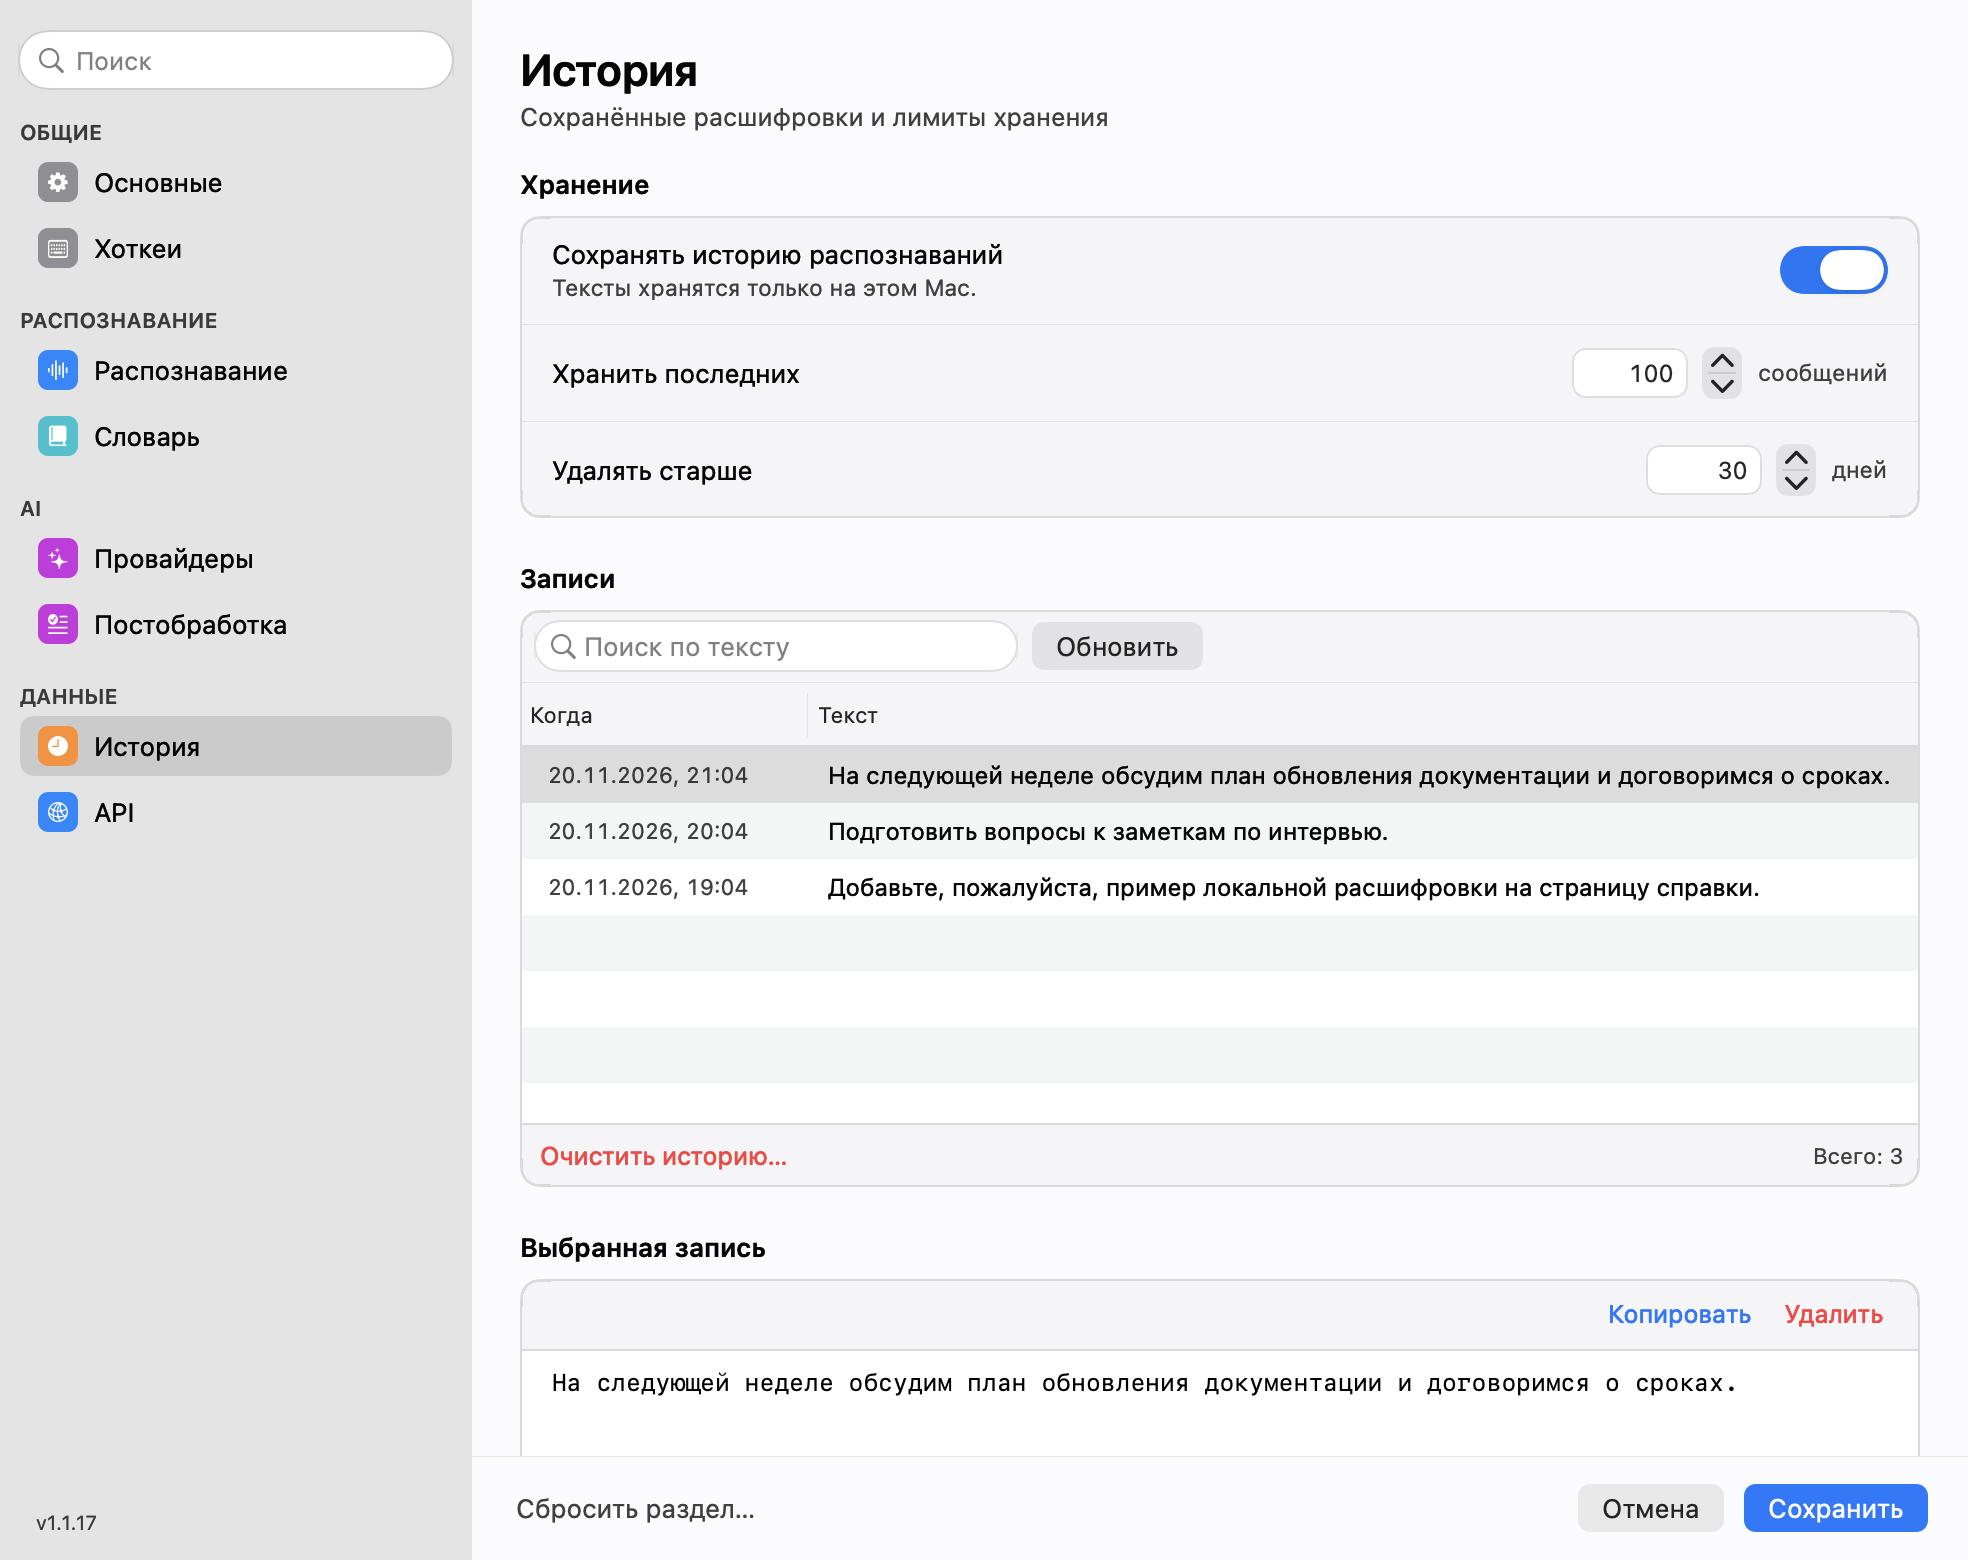 Поиск
ОБЩИЕ
Основные
Хоткеи
РАСПОЗНАВАНИЕ
Распознавание
Словарь
AI
Провайдеры
Постобработка
ДАННЫЕ
История
API
v1.1.17
История
Сохранённые расшифровки и лимиты хранения
Хранение
Сохранять историю распознаваний
Тексты хранятся только на этом Mac.
Хранить последних 100 сообщений
Удалять старше 30 дней
Записи
Поиск по тексту Обновить
Когда Текст
20.11.2026, 21:04 На следующей неделе обсудим план обновления документации и договоримся о сроках.
20.11.2026, 20:04 Подготовить вопросы к заметкам по интервью.
20.11.2026, 19:04 Добавьте, пожалуйста, пример локальной расшифровки на страницу справки.
Очистить историю... Всего: 3
Выбранная запись
Копировать Удалить
На следующей неделе обсудим план обновления документации и договоримся о сроках.
Сбросить раздел... Отмена Сохранить